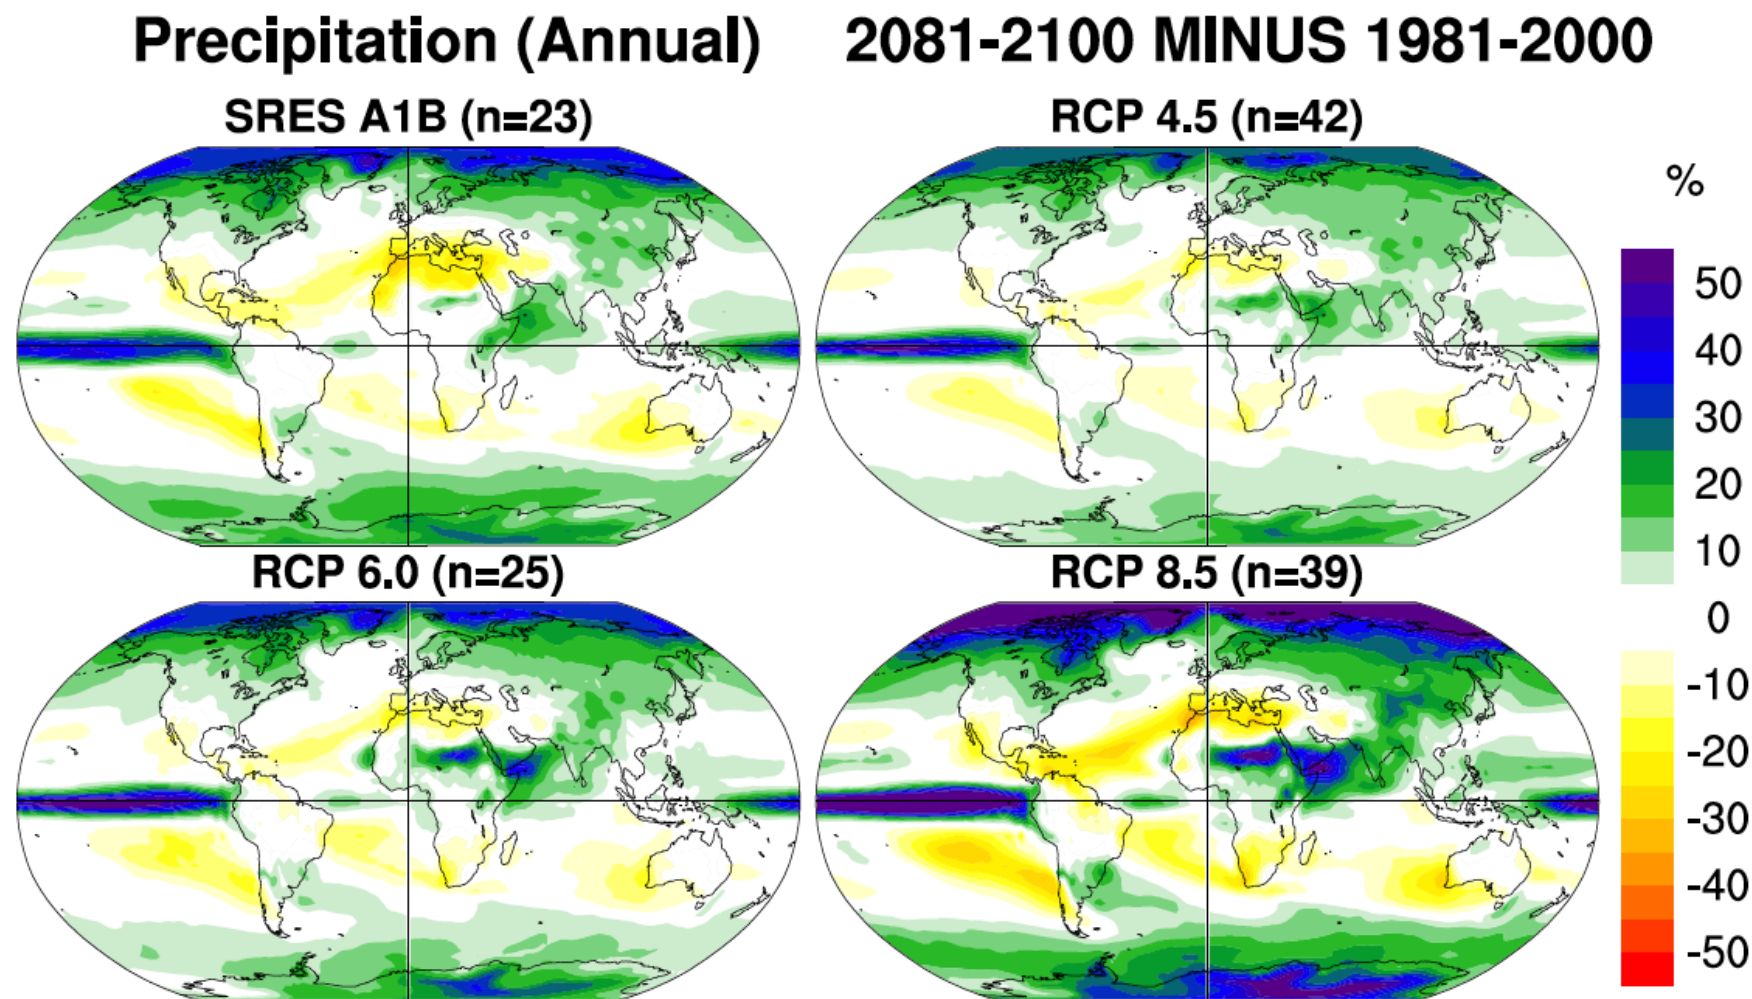 Precipitation (Annual) 2081-2100 MINUS 1981-2000
SRES A1B (n=23)
RCP 4.5 (n=42)
%
50
40
30
20
10
0
-10
-20
-30
-40
-50
RCP 6.0 (n=25)
RCP 8.5 (n=39)